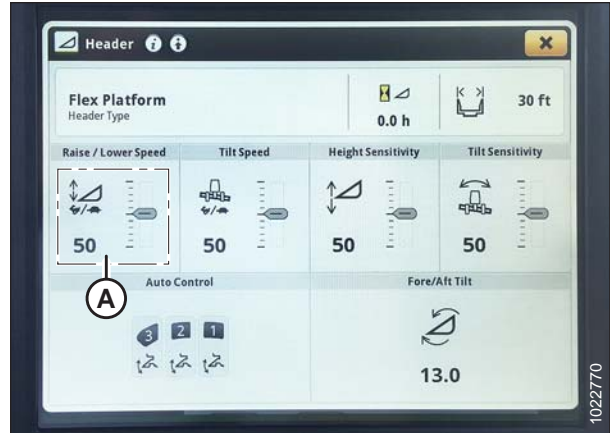 Header
Flex Platform
Header Type
0.0 h
30 ft
Raise / Lower Speed
Tilt Speed
Height Sensitivity
Tilt Sensitivity
50
50
50
50
A
Auto Control
Fore/Aft Tilt
3 2 1
13.0
1022770